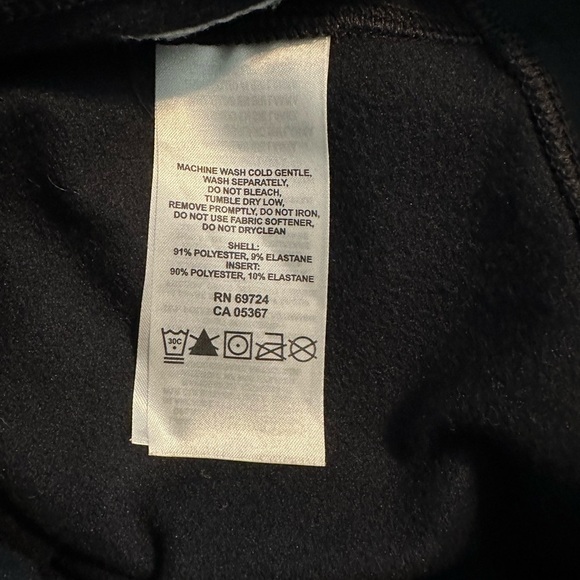 MACHINE WASH COLD GENTLE,
WASH SEPARATELY,
DO NOT BLEACH,
TUMBLE DRY LOW,
REMOVE PROMPTLY, DO NOT IRON,
DO NOT USE FABRIC SOFTENER,
DO NOT DRYCLEAN
SHELL:
91% POLYESTER, 9% ELASTANE
INSERT:
90% POLYESTER, 10% ELASTANE
RN 69724
CA 05367
30C